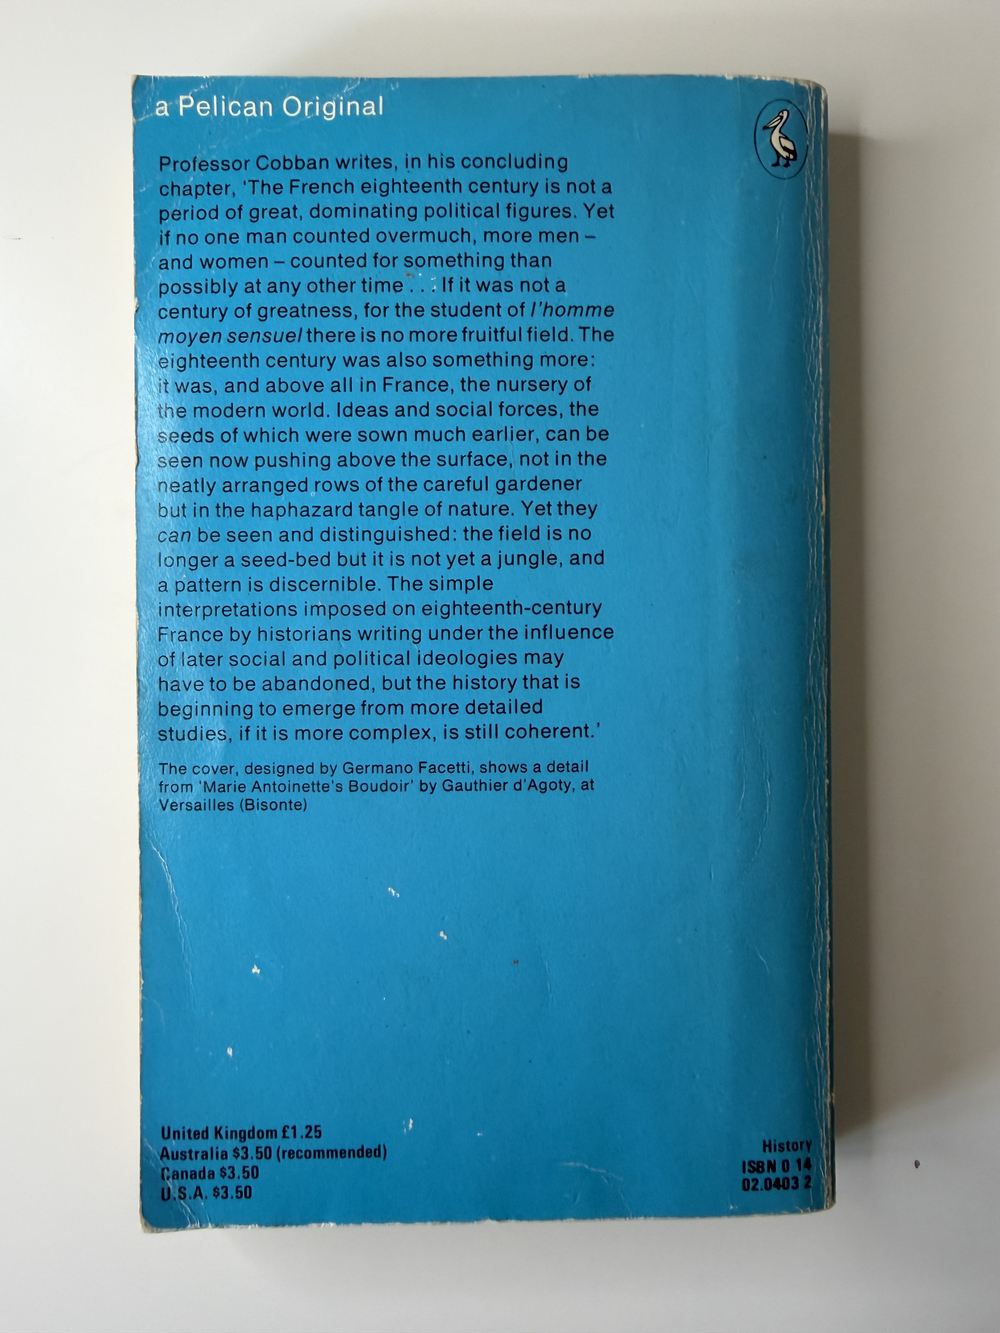 a Pelican Original
Professor Cobban writes, in his concluding
chapter, 'The French eighteenth century is not a
period of great, dominating political figures. Yet
if no one man counted overmuch, more men –
and women – counted for something than
possibly at any other time . . . If it was not a
century of greatness, for the student of l'homme
moyen sensuel there is no more fruitful field. The
eighteenth century was also something more:
it was, and above all in France, the nursery of
the modern world. Ideas and social forces, the
seeds of which were sown much earlier, can be
seen now pushing above the surface, not in the
neatly arranged rows of the careful gardener
but in the haphazard tangle of nature. Yet they
can be seen and distinguished: the field is no
longer a seed-bed but it is not yet a jungle, and
a pattern is discernible. The simple
interpretations imposed on eighteenth-century
France by historians writing under the influence
of later social and political ideologies may
have to be abandoned, but the history that is
beginning to emerge from more detailed
studies, if it is more complex, is still coherent.'
The cover, designed by Germano Facetti, shows a detail
from 'Marie Antoinette's Boudoir' by Gauthier d'Agoty, at
Versailles (Bisonte)
United Kingdom £1.25
Australia $3.50 (recommended)
Canada $3.50
U.S.A. $3.50
History
ISBN 0 14
02.0403 2